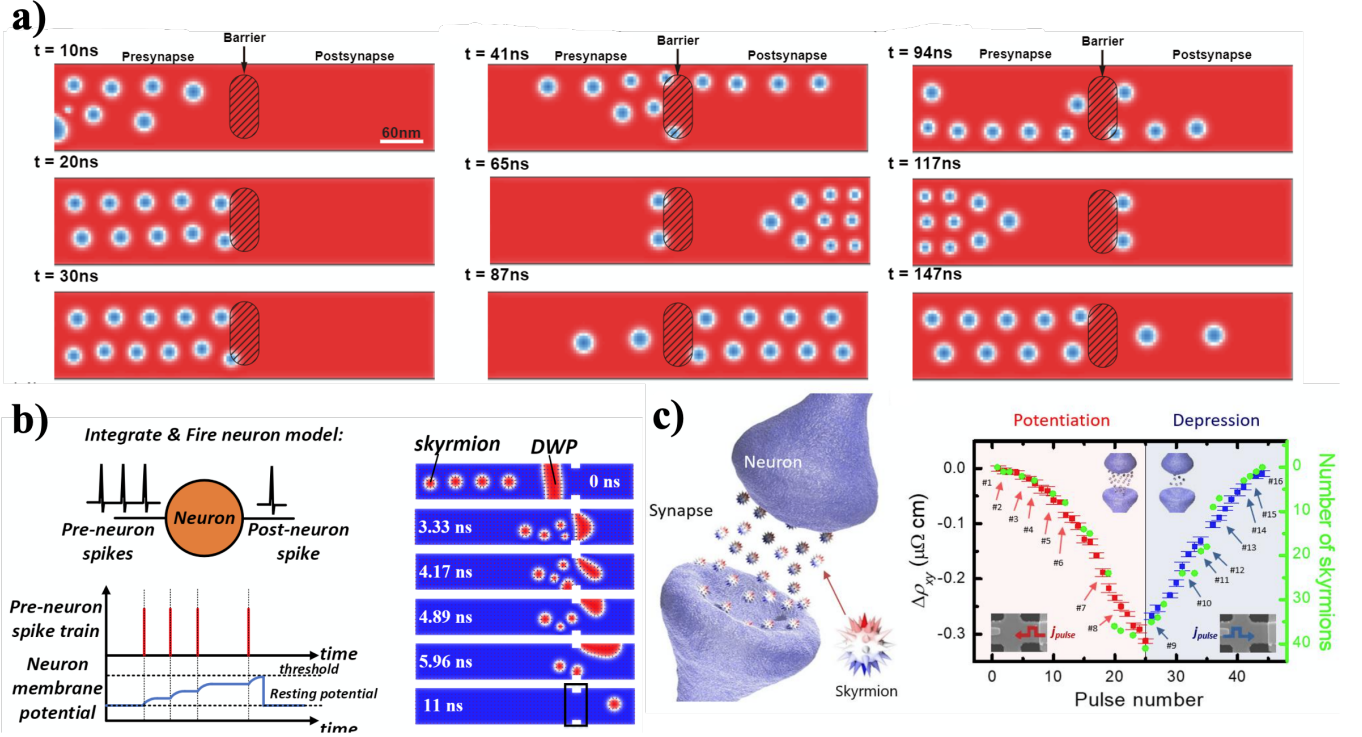 a)
t = 10ns
Presynapse
Barrier
Postsynapse
60nm
t = 20ns
t = 30ns
t = 41ns
Presynapse
Barrier
Postsynapse
t = 65ns
t = 87ns
t = 94ns
Presynapse
Barrier
Postsynapse
t = 117ns
t = 147ns
b)
Integrate & Fire neuron model:
Neuron
Pre-neuron
spikes
Post-neuron
spike
Pre-neuron
spike train
time
threshold
Neuron
membrane
potential
Resting potential
time
skyrmion
DWP
0 ns
3.33 ns
4.17 ns
4.89 ns
5.96 ns
11 ns
c)
Neuron
Synapse
Skyrmion
Potentiation
Depression
0.0
-0.1
-0.2
-0.3
Δρxy (μΩ cm)
#1
#2
#3
#4
#5
#6
#7
#8
#9
#10
#11
#12
#13
#14
#15
#16
jpulse
jpulse
0
10
20
30
40
Number of skyrmions
0
10
20
30
40
Pulse number